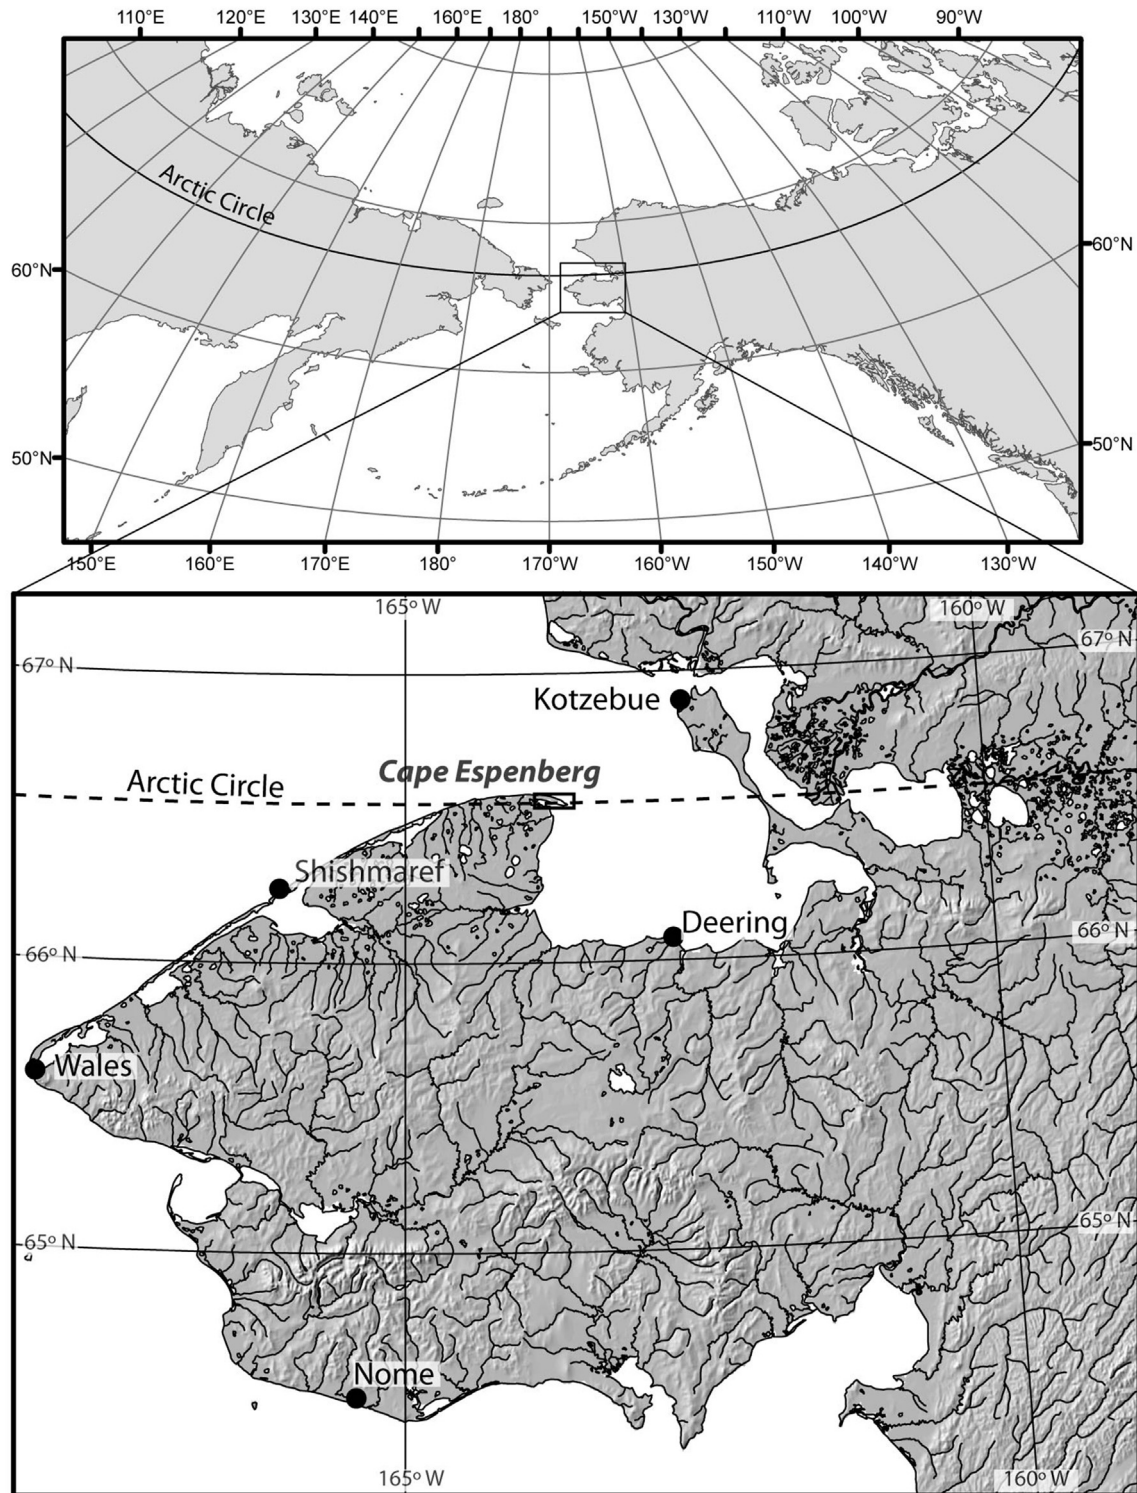 110°E 120°E 130°E 140°E 160°E 180° 150°W 130°W 110°W 100°W 90°W
Arctic Circle
60°N 60°N
50°N 50°N
150°E 160°E 170°E 180° 170°W 160°W 150°W 140°W 130°W
165° W 160° W
67° N 67° N
Kotzebue
Cape Espenberg
Arctic Circle
Shishmaref
Deering
66° N 66° N
Wales
65° N 65° N
Nome
165° W 160° W